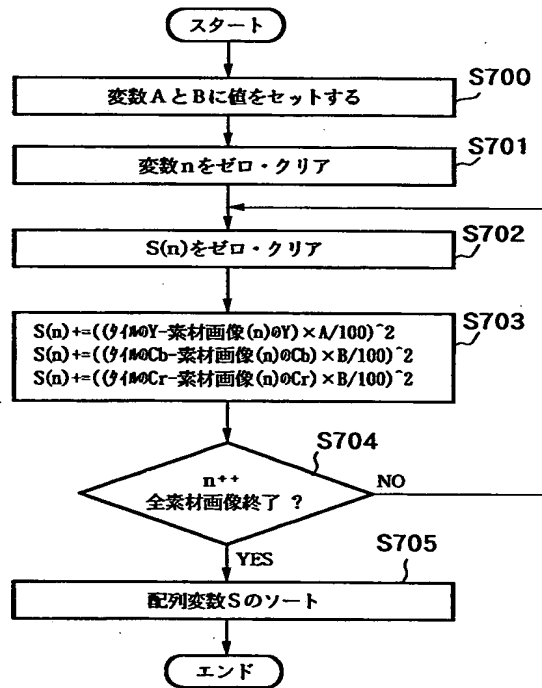 スタート
S700
変数AとBに値をセットする
S701
変数nをゼロ・クリア
S702
S(n)をゼロ・クリア
S703
S(n)+=((ﾀｲﾙのY-素材画像(n)のY)×A/100)^2
S(n)+=((ﾀｲﾙのCb-素材画像(n)のCb)×B/100)^2
S(n)+=((ﾀｲﾙのCr-素材画像(n)のCr)×B/100)^2
S704
n++
全素材画像終了 ?
NO
YES
S705
配列変数Sのソート
エンド